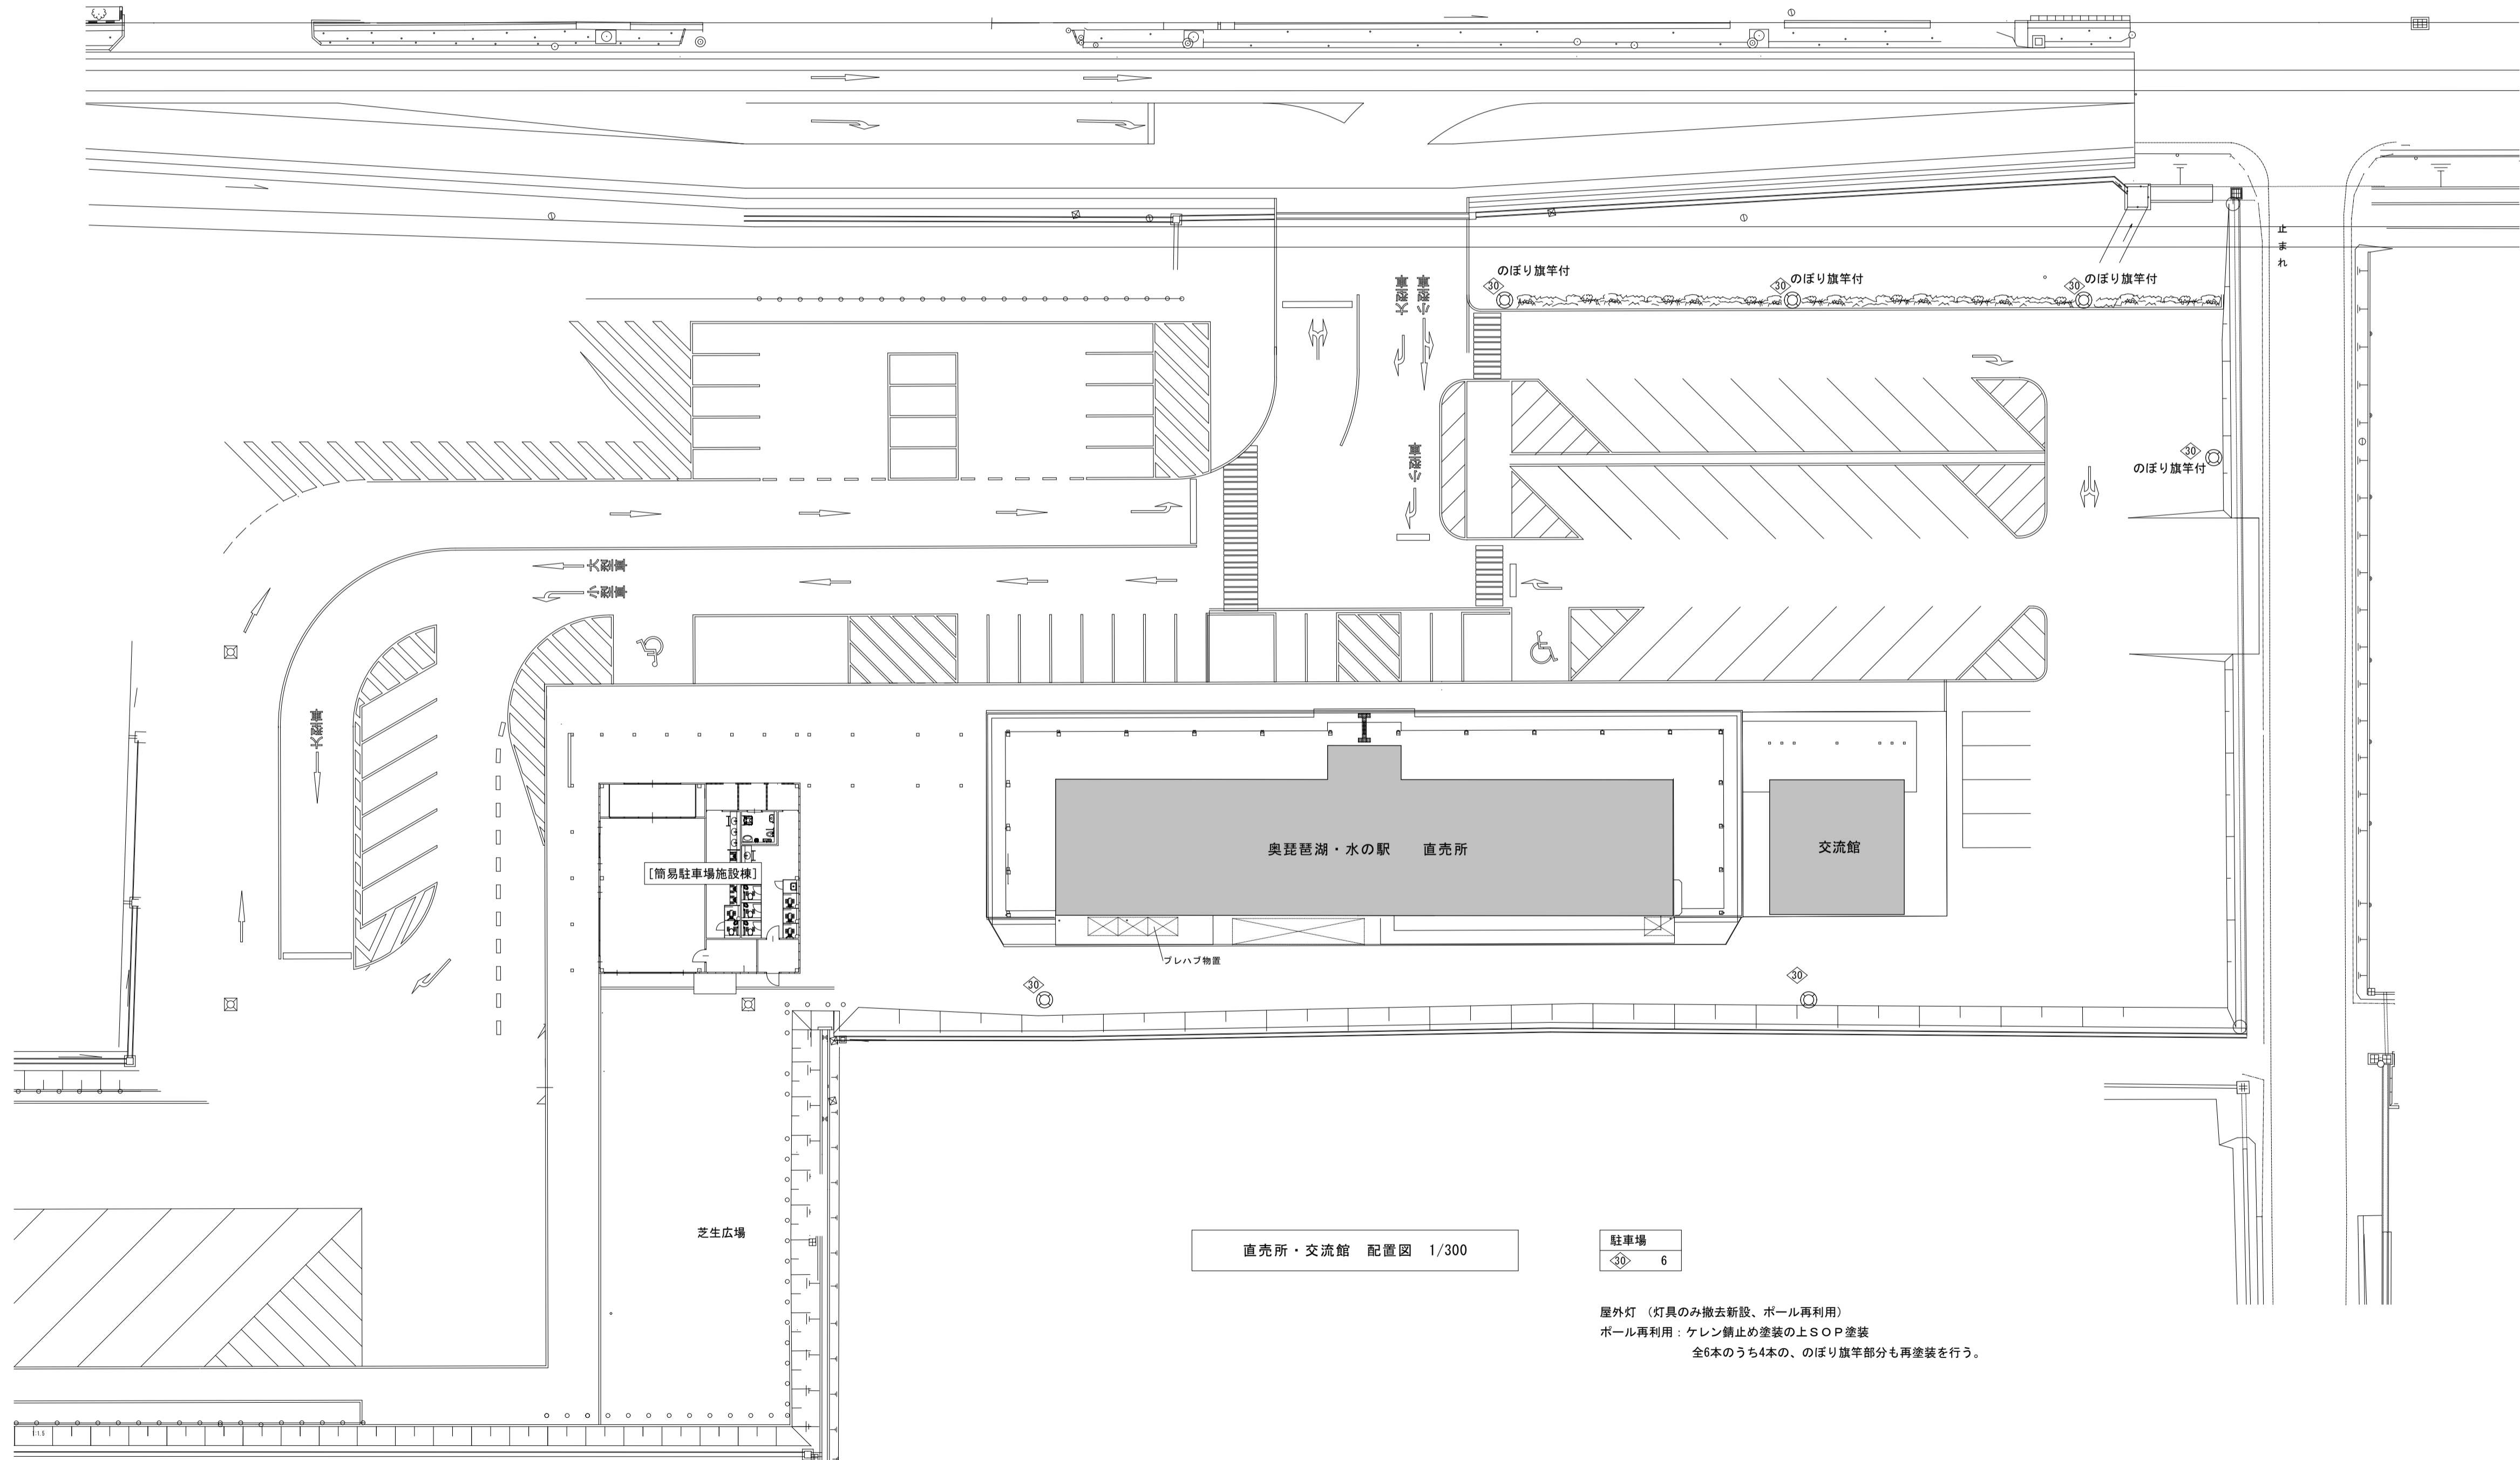 止まれ
のぼり旗竿付
30
のぼり旗竿付
30
のぼり旗竿付
30
大型車
小型車
小型車
30
のぼり旗竿付
大型車
小型車
大型車
奥琵琶湖・水の駅　直売所
交流館
[簡易駐車場施設棟]
プレハブ物置
30
30
芝生広場
直売所・交流館　配置図　1/300
駐車場
30　6
屋外灯　（灯具のみ撤去新設、ポール再利用）
ポール再利用：ケレン錆止め塗装の上ＳＯＰ塗装
全6本のうち4本の、のぼり旗竿部分も再塗装を行う。